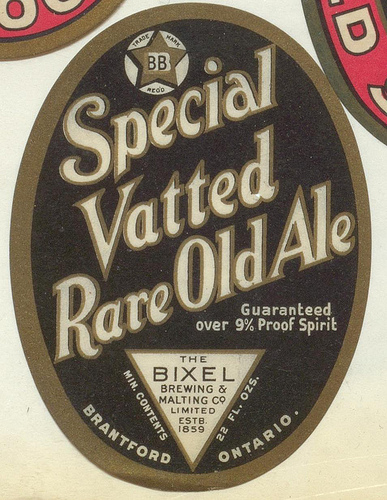 TRADE MARK
BB
REG'D
Special
Vatted
Rare Old Ale
Guaranteed
over 9% Proof Spirit
THE
BIXEL
BREWING &
MALTING CO
LIMITED
ESTB.
1859
MIN. CONTENTS
22 FL. OZS.
BRANTFORD
ONTARIO.